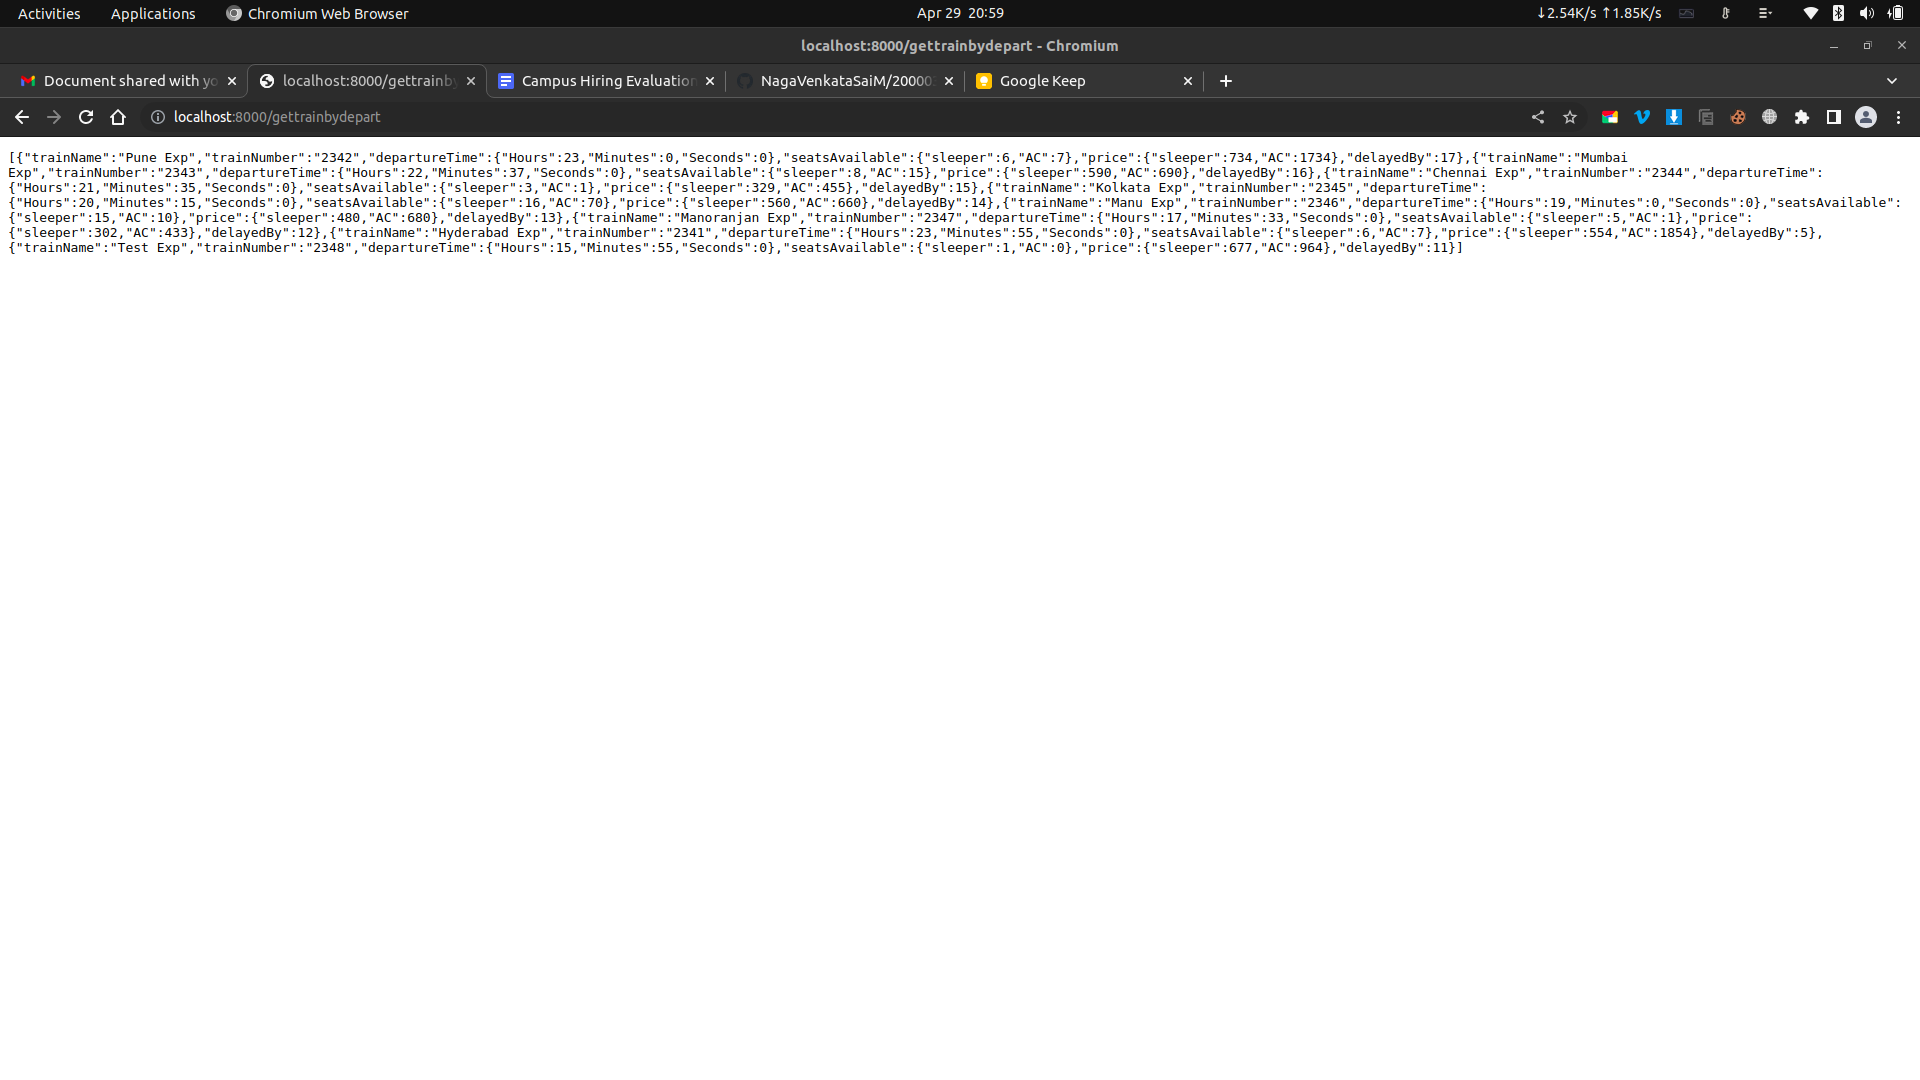 Activities Applications Chromium Web Browser Apr 29 20:59 ↓2.54K/s ↑1.85K/s
localhost:8000/gettrainbydepart - Chromium
Document shared with yo localhost:8000/gettrainby Campus Hiring Evaluation NagaVenkataSaiM/20000 Google Keep
localhost:8000/gettrainbydepart
[{"trainName":"Pune Exp","trainNumber":"2342","departureTime":{"Hours":23,"Minutes":0,"Seconds":0},"seatsAvailable":{"sleeper":6,"AC":7},"price":{"sleeper":734,"AC":1734},"delayedBy":17},{"trainName":"Mumbai
Exp","trainNumber":"2343","departureTime":{"Hours":22,"Minutes":37,"Seconds":0},"seatsAvailable":{"sleeper":8,"AC":15},"price":{"sleeper":590,"AC":690},"delayedBy":16},{"trainName":"Chennai Exp","trainNumber":"2344","departureTime":
{"Hours":21,"Minutes":35,"Seconds":0},"seatsAvailable":{"sleeper":3,"AC":1},"price":{"sleeper":329,"AC":455},"delayedBy":15},{"trainName":"Kolkata Exp","trainNumber":"2345","departureTime":
{"Hours":20,"Minutes":15,"Seconds":0},"seatsAvailable":{"sleeper":16,"AC":70},"price":{"sleeper":560,"AC":660},"delayedBy":14},{"trainName":"Manu Exp","trainNumber":"2346","departureTime":{"Hours":19,"Minutes":0,"Seconds":0},"seatsAvailable":
{"sleeper":15,"AC":10},"price":{"sleeper":480,"AC":680},"delayedBy":13},{"trainName":"Manoranjan Exp","trainNumber":"2347","departureTime":{"Hours":17,"Minutes":33,"Seconds":0},"seatsAvailable":{"sleeper":5,"AC":1},"price":
{"sleeper":302,"AC":433},"delayedBy":12},{"trainName":"Hyderabad Exp","trainNumber":"2341","departureTime":{"Hours":23,"Minutes":55,"Seconds":0},"seatsAvailable":{"sleeper":6,"AC":7},"price":{"sleeper":554,"AC":1854},"delayedBy":5},
{"trainName":"Test Exp","trainNumber":"2348","departureTime":{"Hours":15,"Minutes":55,"Seconds":0},"seatsAvailable":{"sleeper":1,"AC":0},"price":{"sleeper":677,"AC":964},"delayedBy":11}]